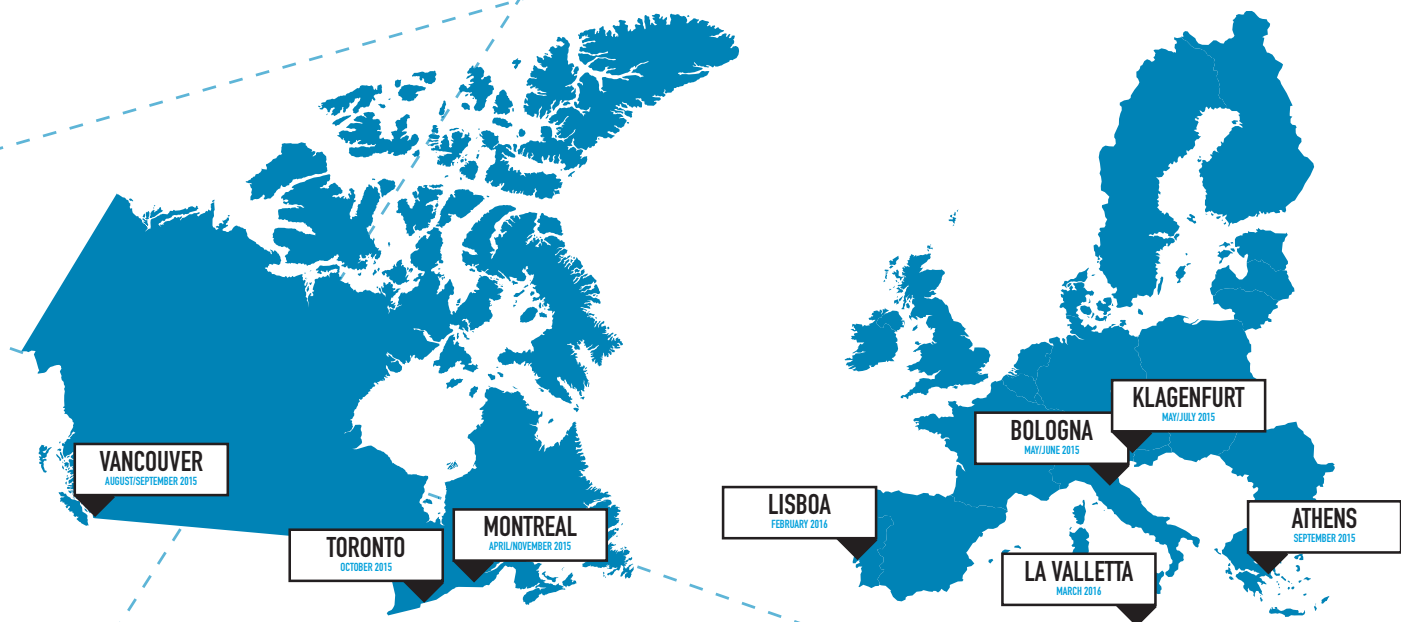 VANCOUVER
AUGUST/SEPTEMBER 2015
TORONTO
OCTOBER 2015
MONTREAL
APRIL/NOVEMBER 2015
LISBOA
FEBRUARY 2016
BOLOGNA
MAY/JUNE 2015
KLAGENFURT
MAY/JULY 2015
LA VALLETTA
MARCH 2016
ATHENS
SEPTEMBER 2015